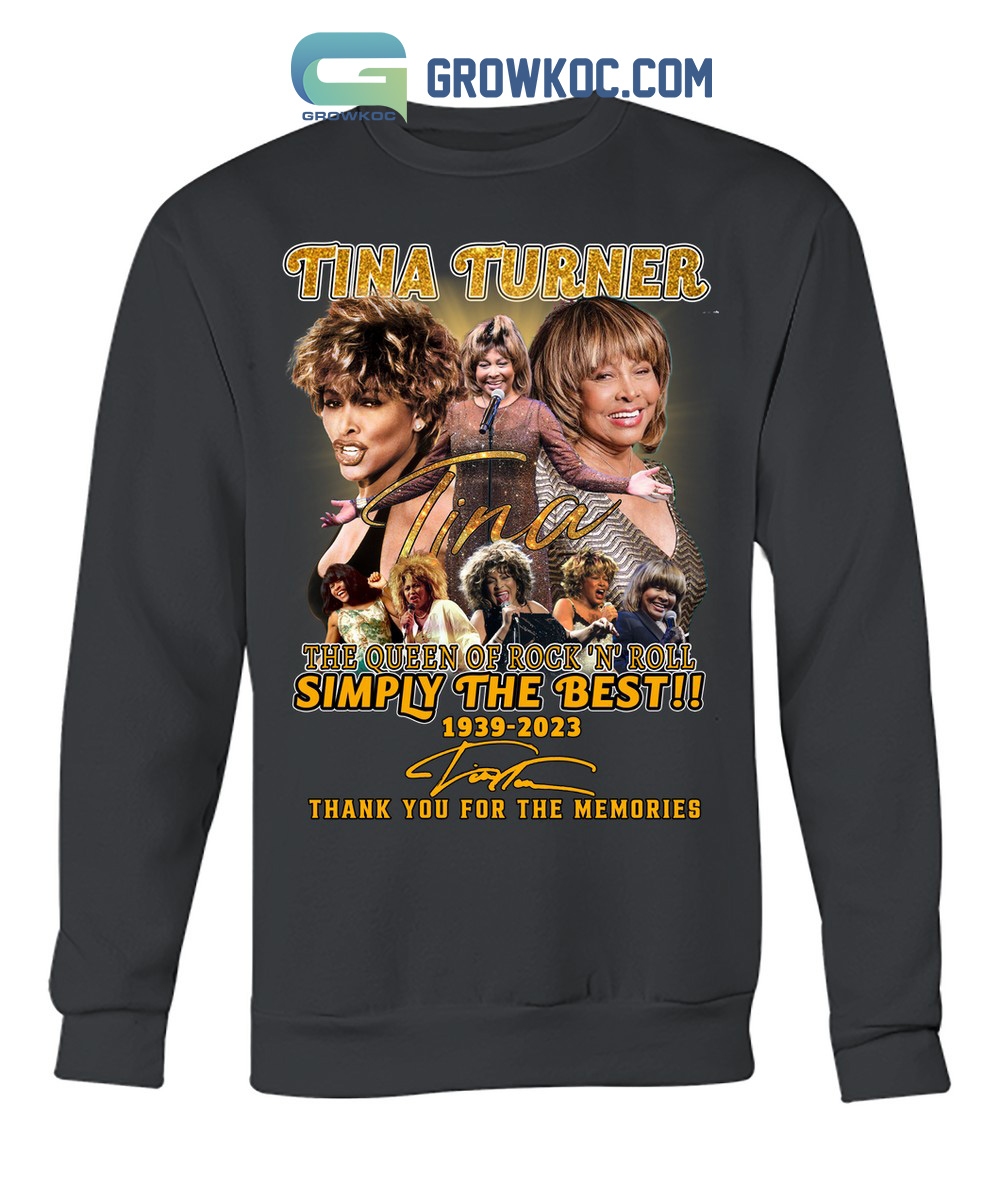 GROWKOC.COM
GROWKOC
TINA TURNER
Tina
THE QUEEN OF ROCK 'N' ROLL
SIMPLY THE BEST!!
1939-2023
THANK YOU FOR THE MEMORIES